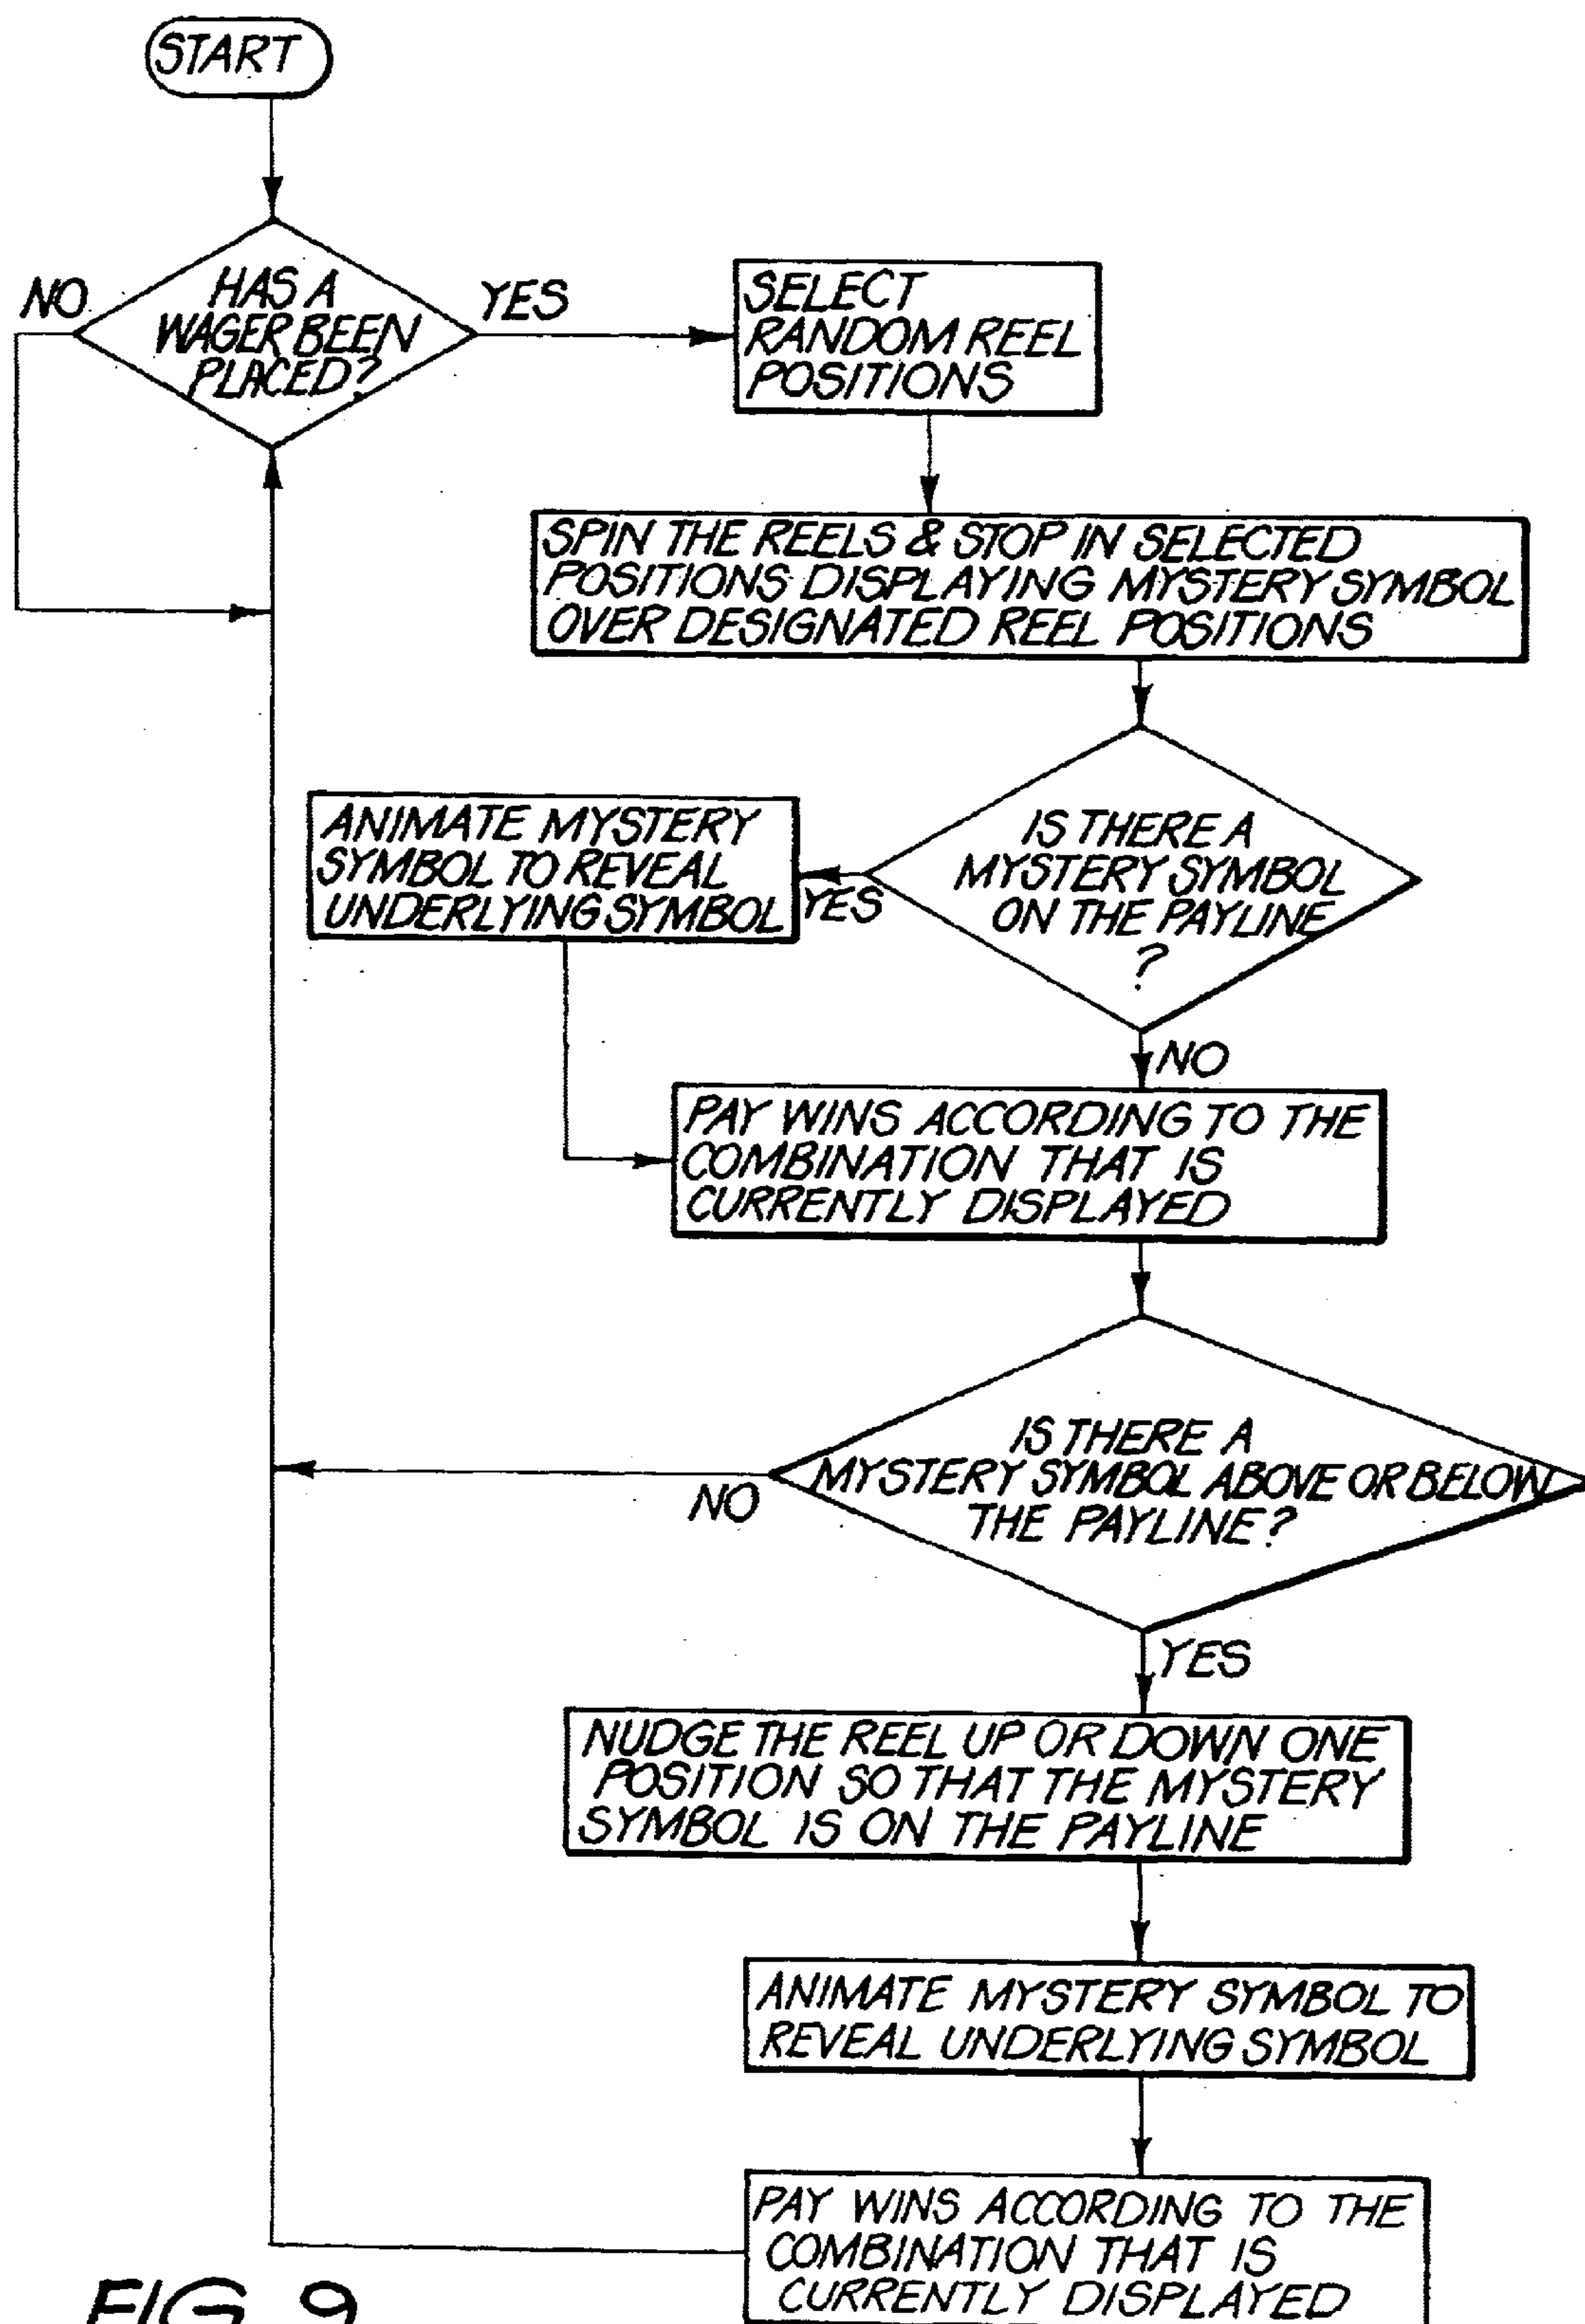 START
NO
HAS A
WAGER BEEN
PLACED?
YES
SELECT
RANDOM REEL
POSITIONS
SPIN THE REELS & STOP IN SELECTED
POSITIONS DISPLAYING MYSTERY SYMBOL
OVER DESIGNATED REEL POSITIONS
IS THERE A
MYSTERY SYMBOL
ON THE PAYLINE
?
YES
ANIMATE MYSTERY
SYMBOL TO REVEAL
UNDERLYING SYMBOL
NO
PAY WINS ACCORDING TO THE
COMBINATION THAT IS
CURRENTLY DISPLAYED
IS THERE A
MYSTERY SYMBOL ABOVE OR BELOW
THE PAYLINE?
NO
YES
NUDGE THE REEL UP OR DOWN ONE
POSITION SO THAT THE MYSTERY
SYMBOL IS ON THE PAYLINE
ANIMATE MYSTERY SYMBOL TO
REVEAL UNDERLYING SYMBOL
PAY WINS ACCORDING TO THE
COMBINATION THAT IS
CURRENTLY DISPLAYED
FIG. 9